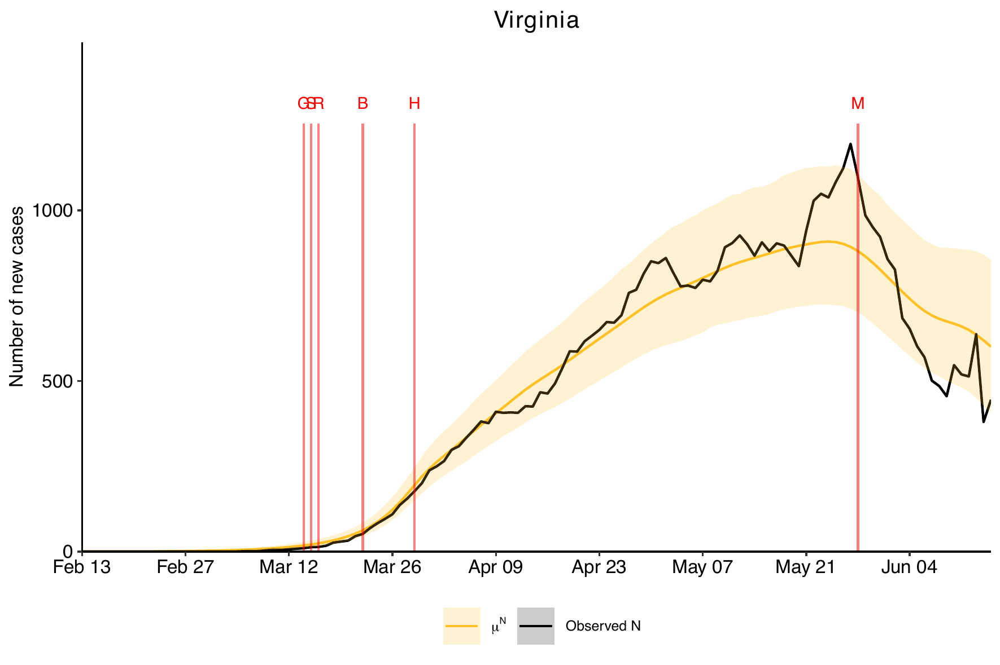 Virginia
G S R B H M
Number of new cases
1000
500
0
Feb 13 Feb 27 Mar 12 Mar 26 Apr 09 Apr 23 May 07 May 21 Jun 04
μN Observed N